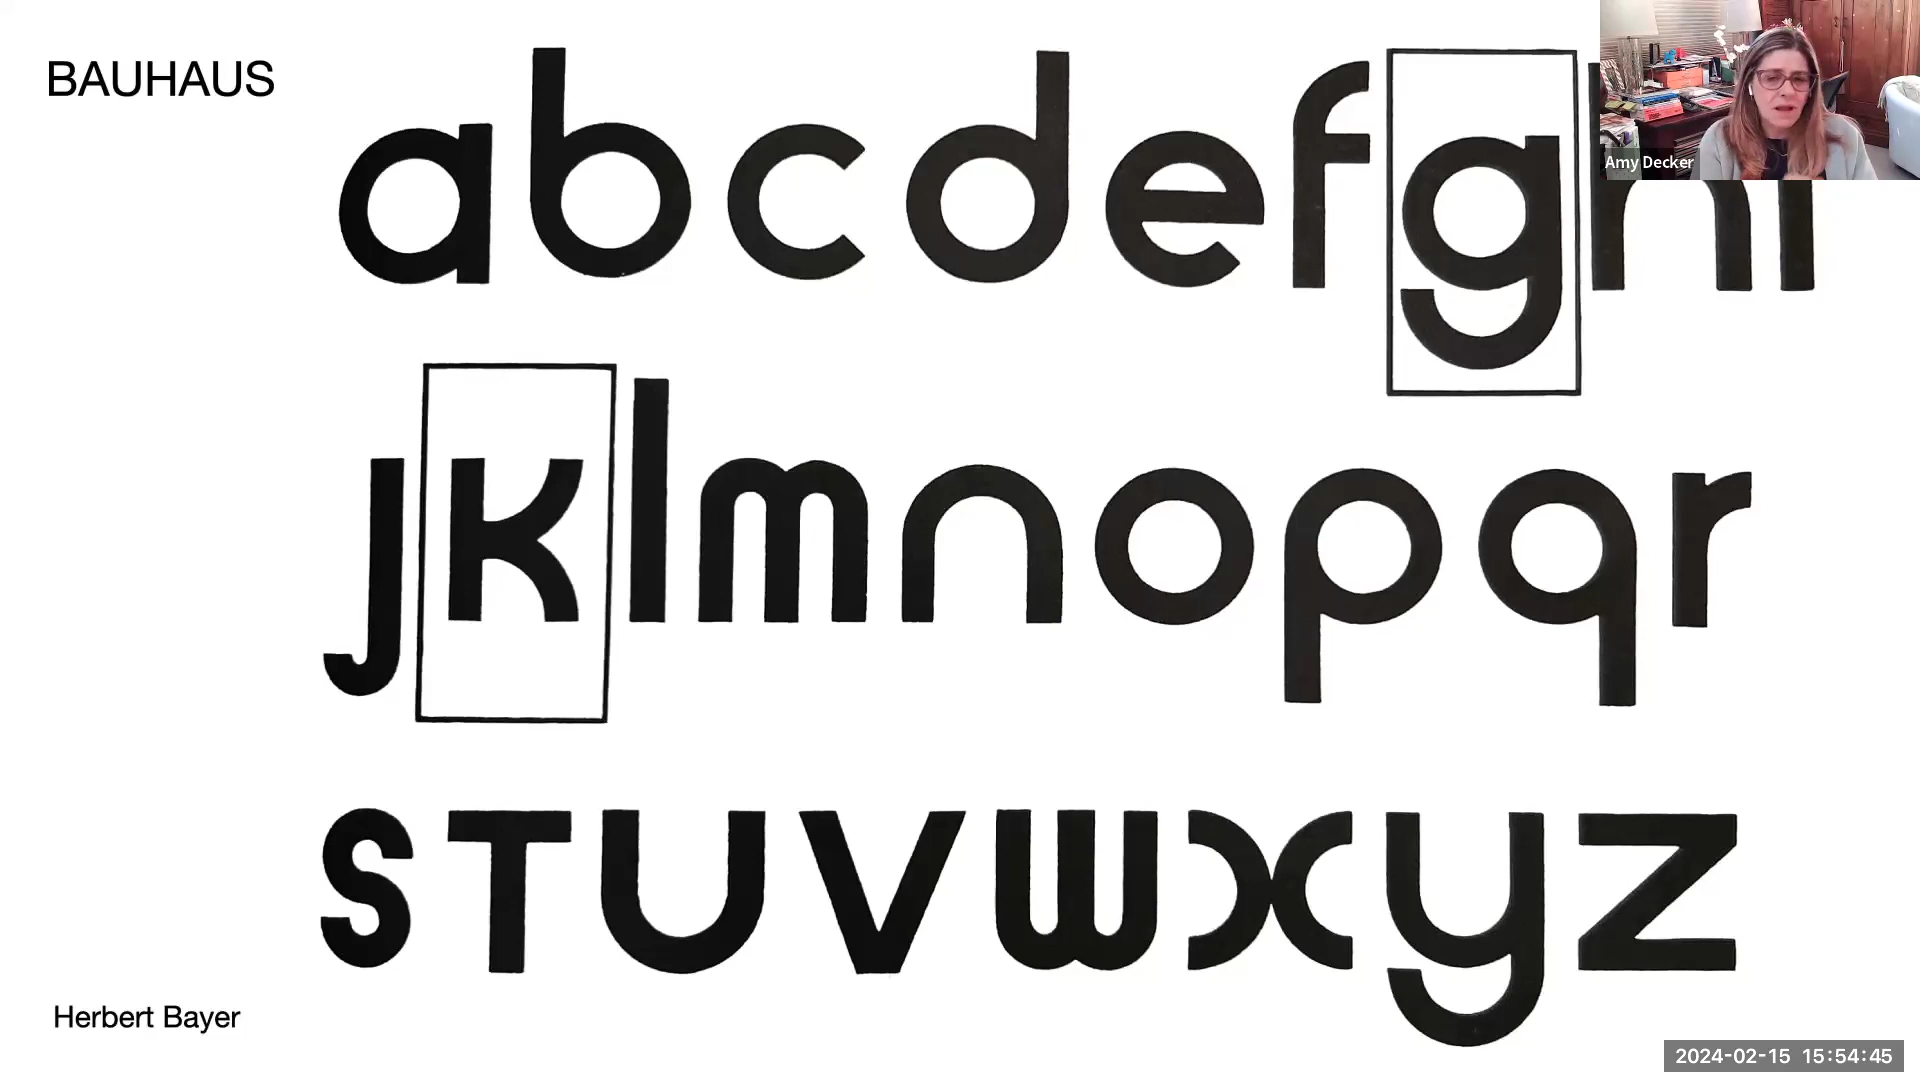 BAUHAUS
abcdefghi
Amy Decker
jklmnopqr
sTUVwxyz
Herbert Bayer
2024-02-15 15:54:45